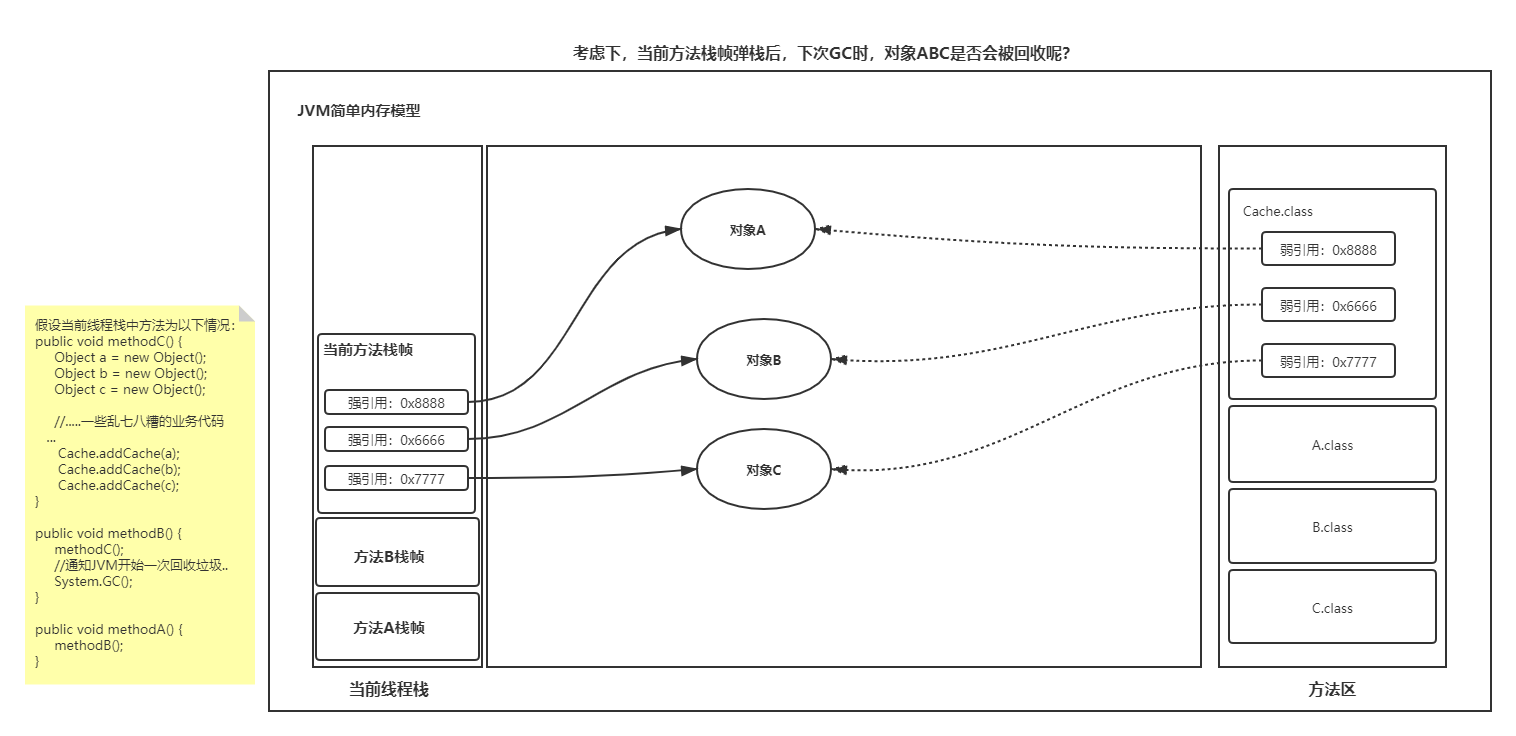 考虑下，当前方法栈帧弹栈后，下次GC时，对象ABC是否会被回收呢?
JVM简单内存模型
假设当前线程栈中方法为以下情况：
public void methodC() {
Object a = new Object();
Object b = new Object();
Object c = new Object();
//.....一些乱七八糟的业务代码
...
Cache.addCache(a);
Cache.addCache(b);
Cache.addCache(c);
}
public void methodB() {
methodC();
//通知JVM开始一次回收垃圾..
System.GC();
}
public void methodA() {
methodB();
}
当前方法栈帧
强引用：0x8888
强引用：0x6666
强引用：0x7777
方法B栈帧
方法A栈帧
当前线程栈
对象A
对象B
对象C
Cache.class
弱引用：0x8888
弱引用：0x6666
弱引用：0x7777
A.class
B.class
C.class
方法区